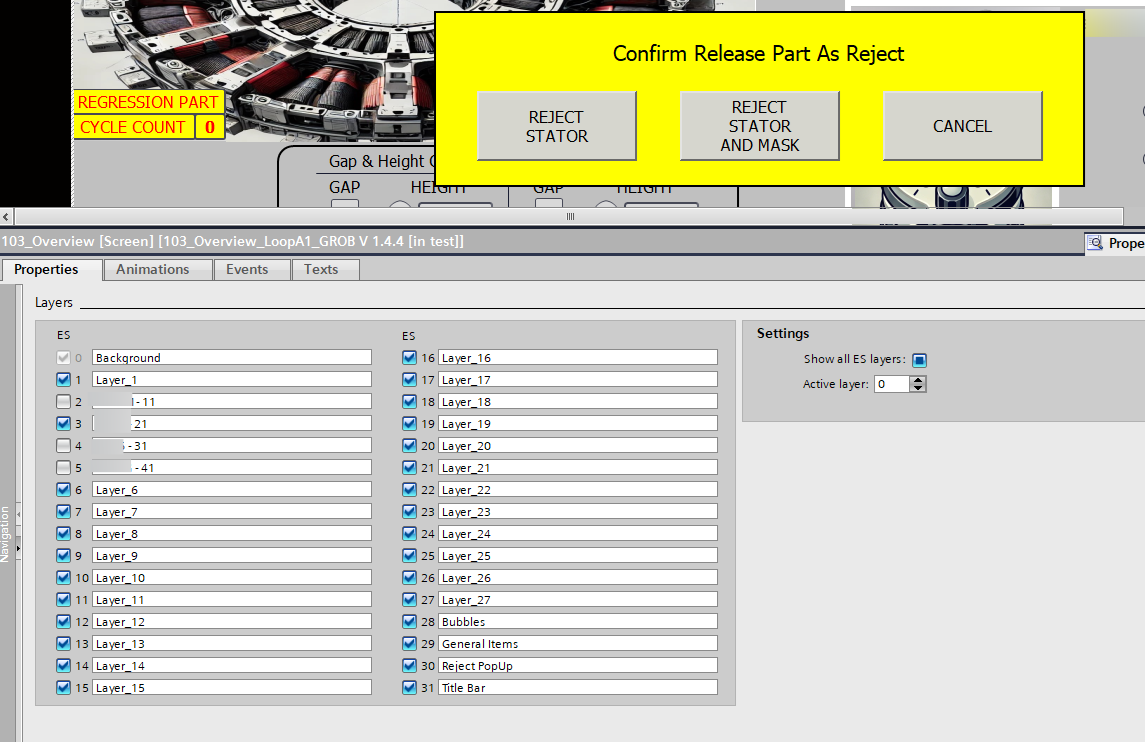 Confirm Release Part As Reject
REJECT
STATOR
REJECT
STATOR
AND MASK
CANCEL
REGRESSION PART
CYCLE COUNT 0
Gap & Height
GAP HEIGHT GAP HEIGHT
103_Overview [Screen] [103_Overview_LoopA1_GROB V 1.4.4 [in test]]
Prope
Properties Animations Events Texts
Navigation
Layers
ES
0 Background
1 Layer_1
2 - 11
3 21
4 - 31
5 - 41
6 Layer_6
7 Layer_7
8 Layer_8
9 Layer_9
10 Layer_10
11 Layer_11
12 Layer_12
13 Layer_13
14 Layer_14
15 Layer_15
ES
16 Layer_16
17 Layer_17
18 Layer_18
19 Layer_19
20 Layer_20
21 Layer_21
22 Layer_22
23 Layer_23
24 Layer_24
25 Layer_25
26 Layer_26
27 Layer_27
28 Bubbles
29 General Items
30 Reject PopUp
31 Title Bar
Settings
Show all ES layers:
Active layer: 0